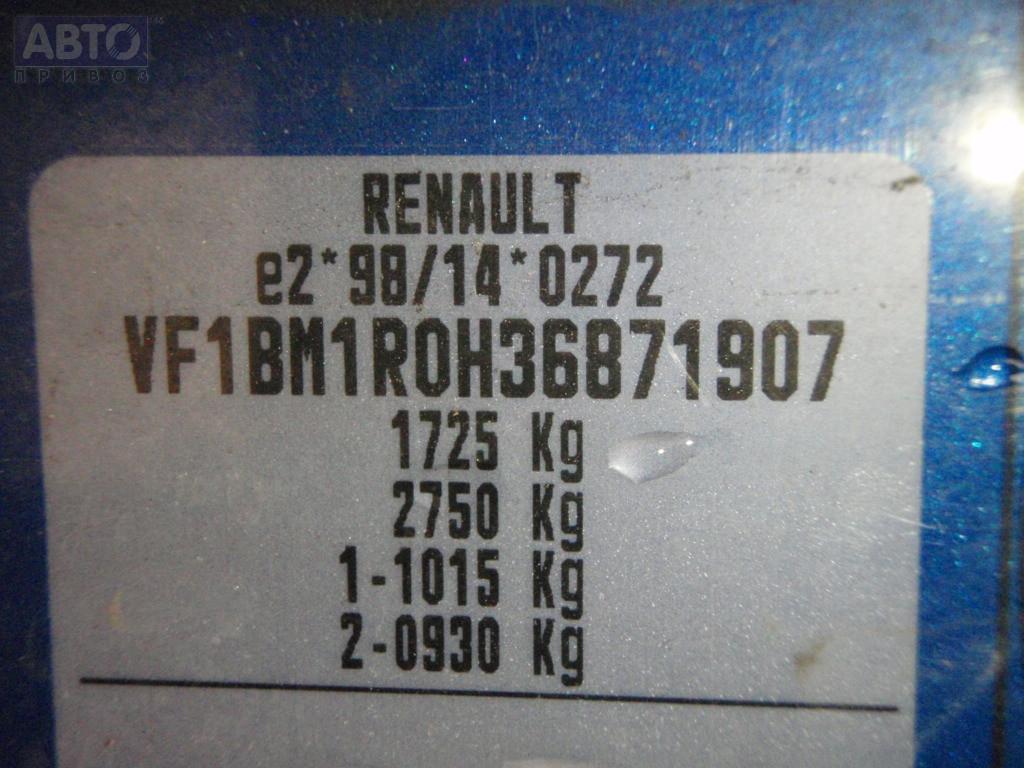 АВТО
ПРИВОЗ
RENAULT
e2*98/14*0272
VF1BM1R0H36871907
1725 Kg
2750 Kg
1-1015 Kg
2-0930 Kg